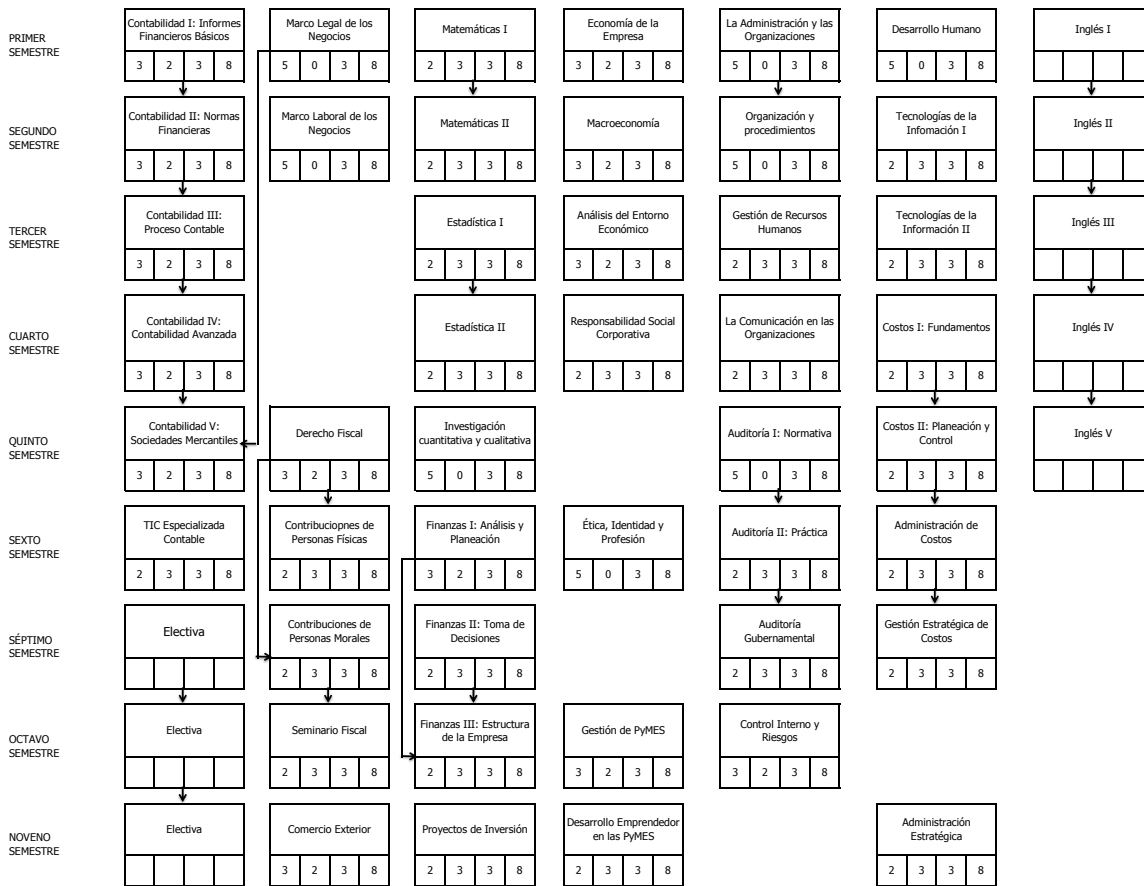 PRIMER
SEMESTRE
Contabilidad I: Informes
Financieros Básicos
3 2 3 8
Marco Legal de los
Negocios
5 0 3 8
Matemáticas I
2 3 3 8
Economía de la
Empresa
3 2 3 8
La Administración y las
Organizaciones
5 0 3 8
Desarrollo Humano
5 0 3 8
Inglés I
SEGUNDO
SEMESTRE
Contabilidad II: Normas
Financieras
3 2 3 8
Marco Laboral de los
Negocios
5 0 3 8
Matemáticas II
2 3 3 8
Macroeconomía
3 2 3 8
Organización y
procedimientos
5 0 3 8
Tecnologías de la
Infomación I
2 3 3 8
Inglés II
TERCER
SEMESTRE
Contabilidad III:
Proceso Contable
3 2 3 8
Estadística I
2 3 3 8
Análisis del Entorno
Económico
3 2 3 8
Gestión de Recursos
Humanos
2 3 3 8
Tecnologías de la
Información II
2 3 3 8
Inglés III
CUARTO
SEMESTRE
Contabilidad IV:
Contabilidad Avanzada
3 2 3 8
Estadística II
2 3 3 8
Responsabilidad Social
Corporativa
2 3 3 8
La Comunicación en las
Organizaciones
2 3 3 8
Costos I: Fundamentos
2 3 3 8
Inglés IV
QUINTO
SEMESTRE
Contabilidad V:
Sociedades Mercantiles
3 2 3 8
Derecho Fiscal
3 2 3 8
Investigación
cuantitativa y cualitativa
5 0 3 8
Auditoría I: Normativa
5 0 3 8
Costos II: Planeación y
Control
2 3 3 8
Inglés V
SEXTO
SEMESTRE
TIC Especializada
Contable
2 3 3 8
Contribuciopnes de
Personas Físicas
2 3 3 8
Finanzas I: Análisis y
Planeación
3 2 3 8
Ética, Identidad y
Profesión
5 0 3 8
Auditoría II: Práctica
2 3 3 8
Administración de
Costos
2 3 3 8
SÉPTIMO
SEMESTRE
Electiva
Contribuciones de
Personas Morales
2 3 3 8
Finanzas II: Toma de
Decisiones
2 3 3 8
Auditoría
Gubernamental
2 3 3 8
Gestión Estratégica de
Costos
2 3 3 8
OCTAVO
SEMESTRE
Electiva
Seminario Fiscal
2 3 3 8
Finanzas III: Estructura
de la Empresa
2 3 3 8
Gestión de PyMES
3 2 3 8
Control Interno y
Riesgos
3 2 3 8
NOVENO
SEMESTRE
Electiva
Comercio Exterior
3 2 3 8
Proyectos de Inversión
2 3 3 8
Desarrollo Emprendedor
en las PyMES
2 3 3 8
Administración
Estratégica
2 3 3 8